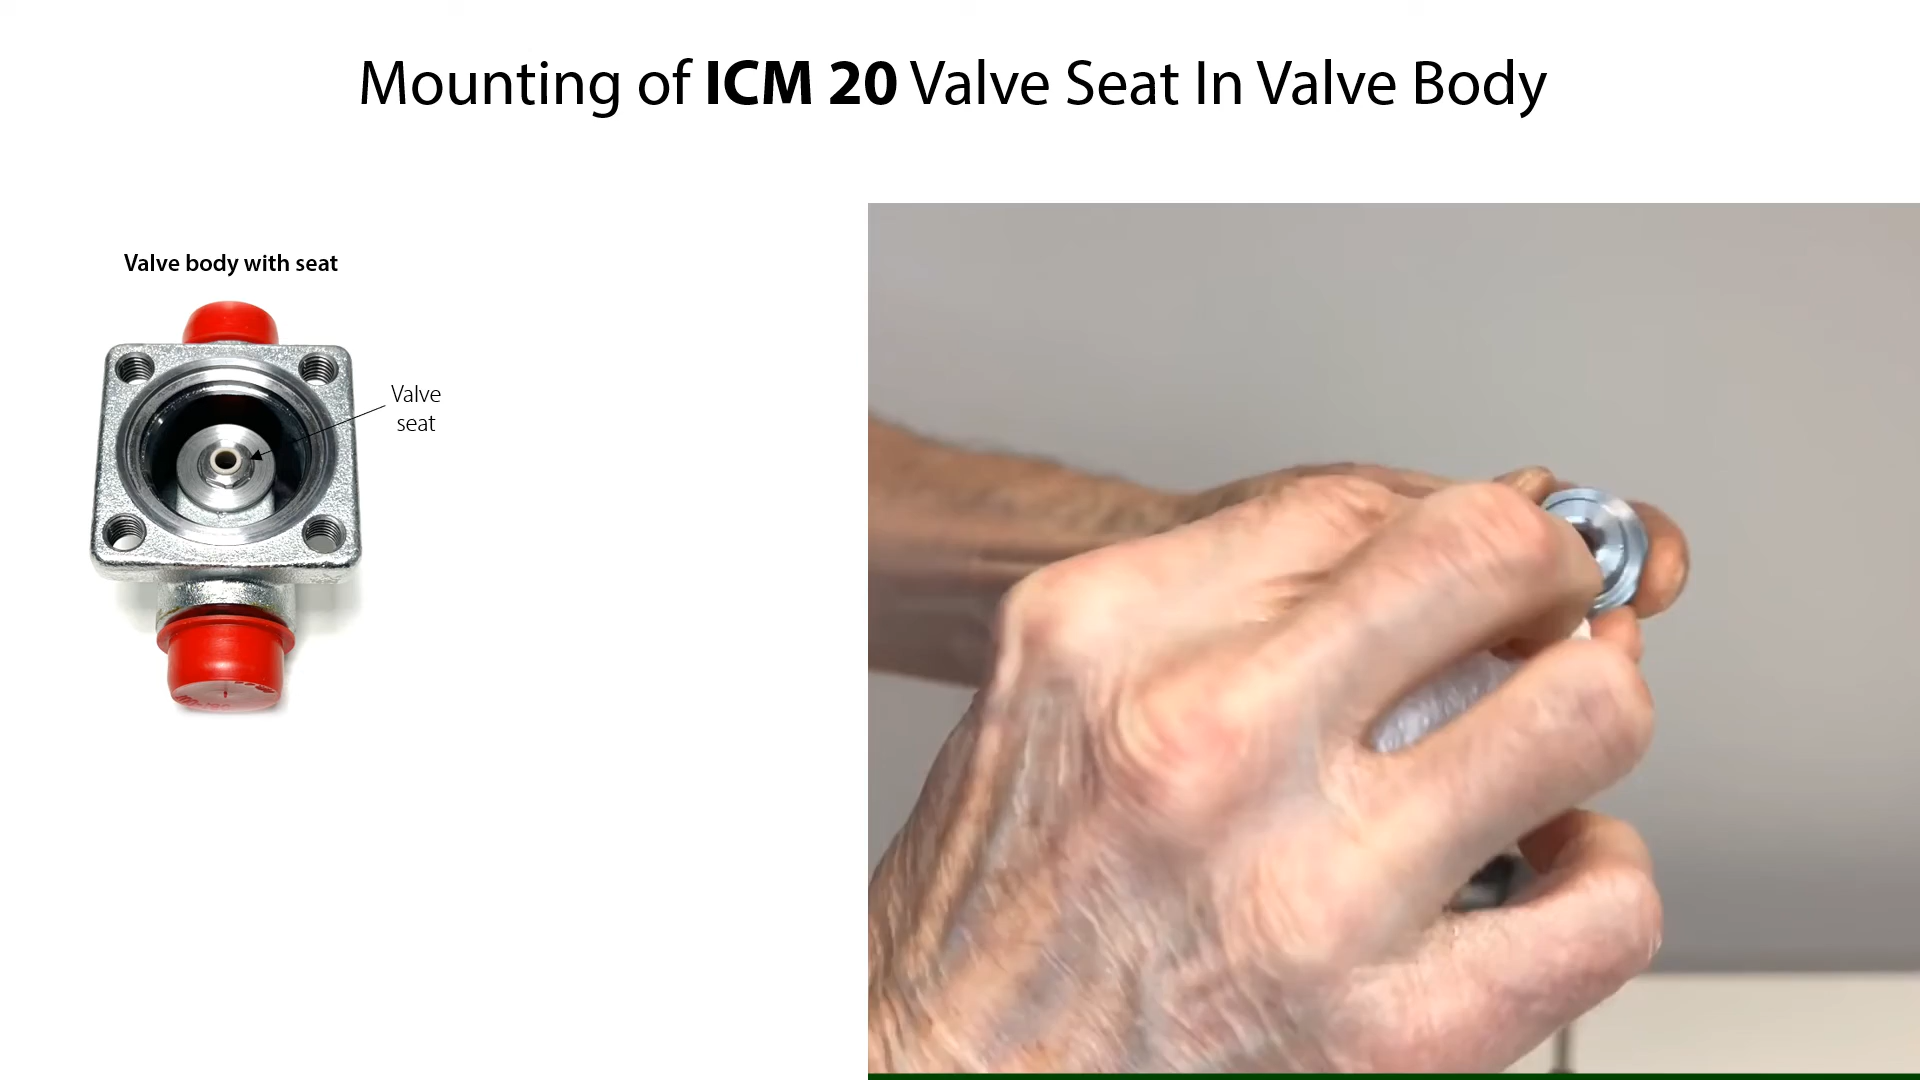 Mounting of ICM 20 Valve Seat In Valve Body
Valve body with seat
Valve
seat